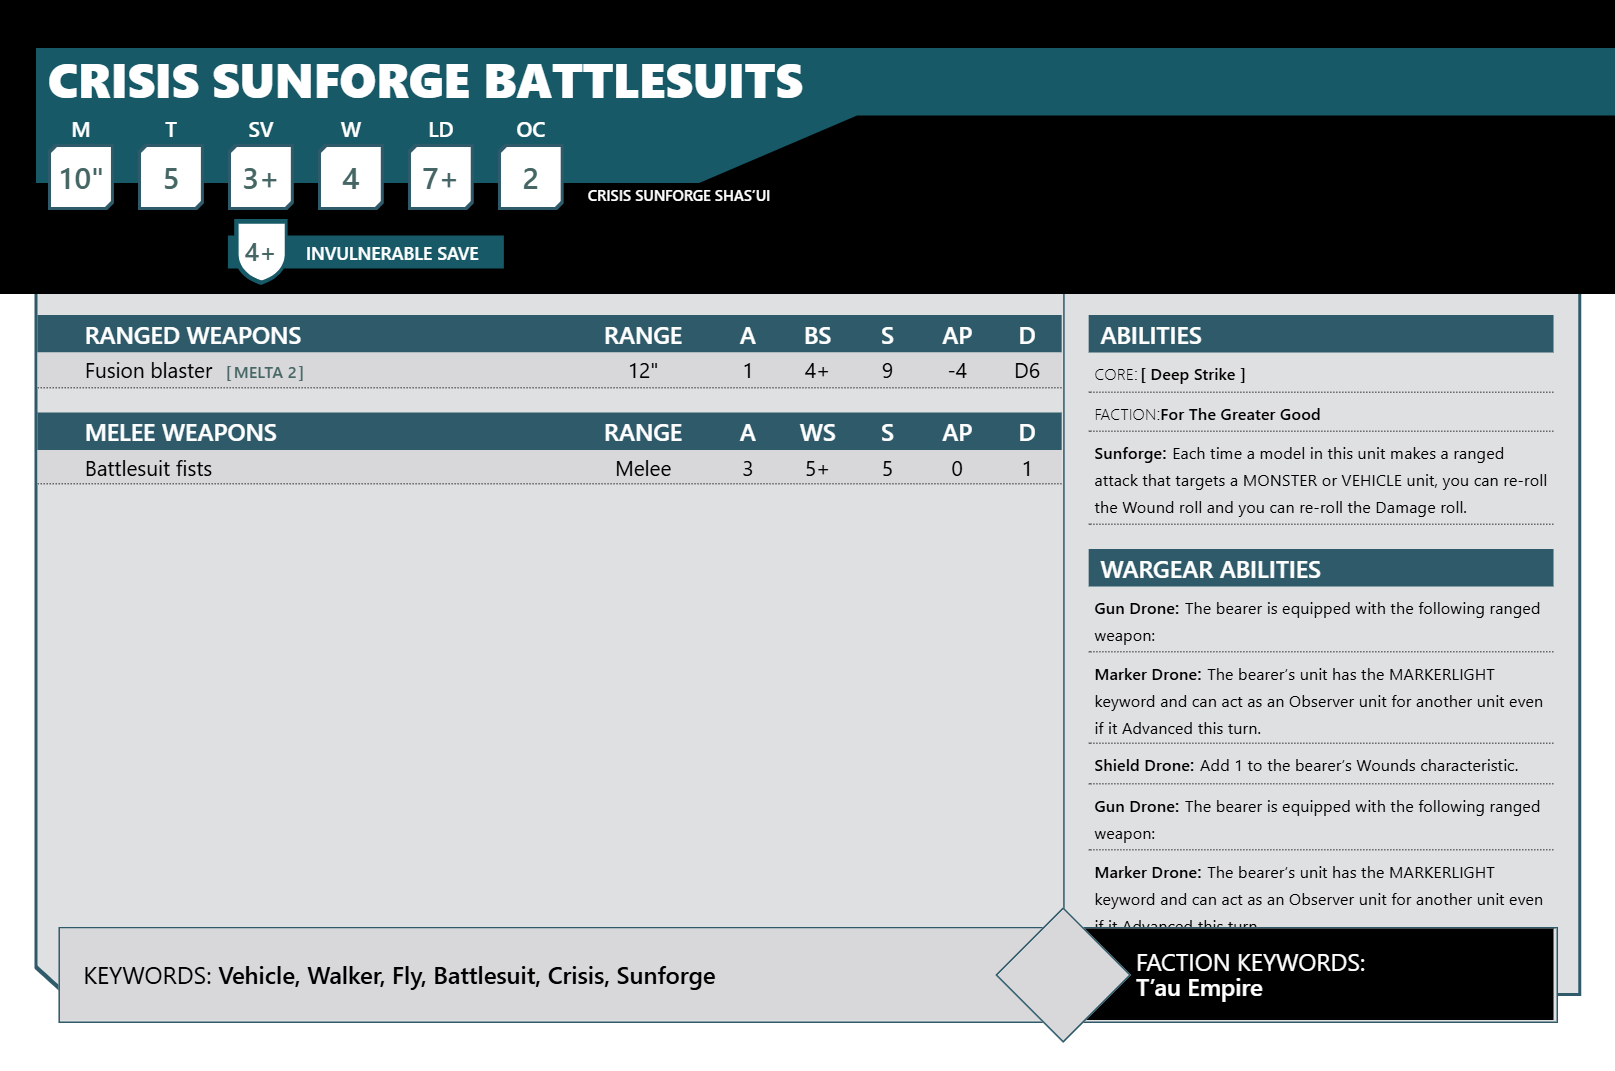 CRISIS SUNFORGE BATTLESUITS
M T SV W LD OC
10" 5 3+ 4 7+ 2
CRISIS SUNFORGE SHAS’UI
4+ INVULNERABLE SAVE
RANGED WEAPONS RANGE A BS S AP D
Fusion blaster [MELTA 2] 12" 1 4+ 9 -4 D6
MELEE WEAPONS RANGE A WS S AP D
Battlesuit fists Melee 3 5+ 5 0 1
ABILITIES
CORE: [ Deep Strike ]
FACTION:For The Greater Good
Sunforge: Each time a model in this unit makes a ranged
attack that targets a MONSTER or VEHICLE unit, you can re-roll
the Wound roll and you can re-roll the Damage roll.
WARGEAR ABILITIES
Gun Drone: The bearer is equipped with the following ranged
weapon:
Marker Drone: The bearer’s unit has the MARKERLIGHT
keyword and can act as an Observer unit for another unit even
if it Advanced this turn.
Shield Drone: Add 1 to the bearer’s Wounds characteristic.
Gun Drone: The bearer is equipped with the following ranged
weapon:
Marker Drone: The bearer’s unit has the MARKERLIGHT
keyword and can act as an Observer unit for another unit even
if it Advanced this turn.
KEYWORDS: Vehicle, Walker, Fly, Battlesuit, Crisis, Sunforge
FACTION KEYWORDS:
T’au Empire